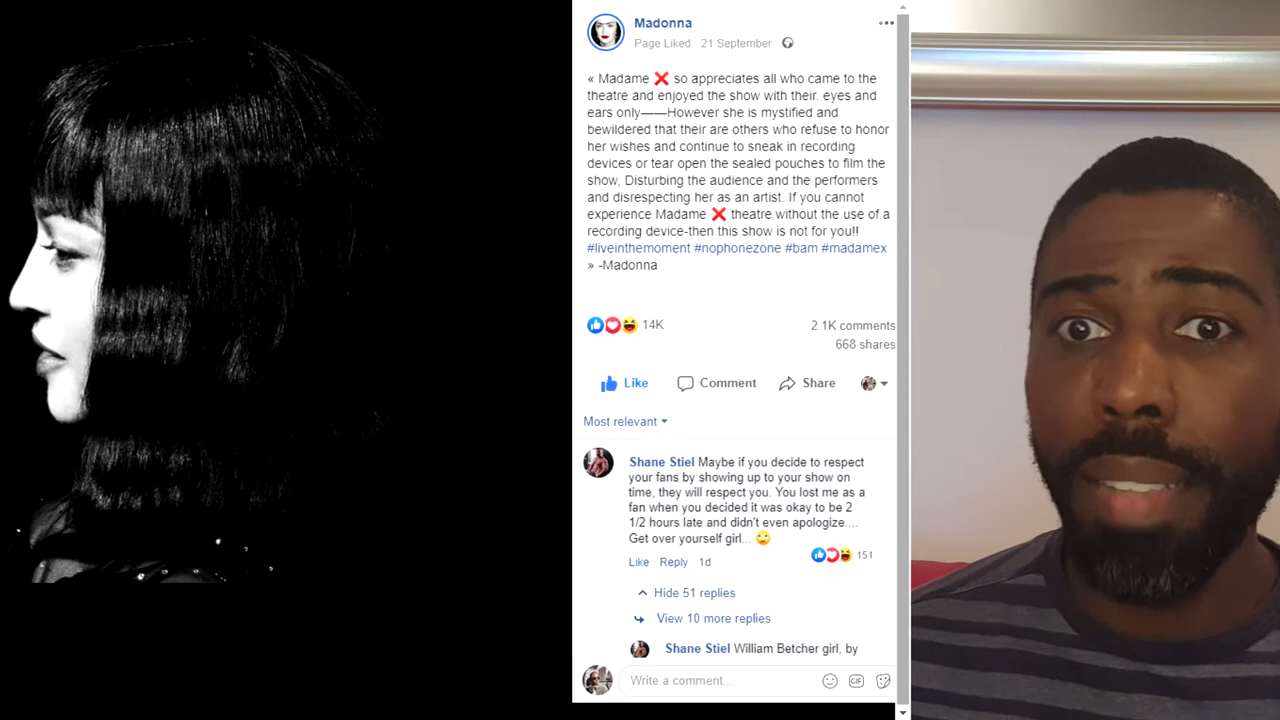 Madonna
Page Liked 21 September
« Madame ❌ so appreciates all who came to the
theatre and enjoyed the show with their. eyes and
ears only——However she is mystified and
bewildered that their are others who refuse to honor
her wishes and continue to sneak in recording
devices or tear open the sealed pouches to film the
show, Disturbing the audience and the performers
and disrespecting her as an artist. If you cannot
experience Madame ❌ theatre without the use of a
recording device-then this show is not for you!!
#liveinthemoment #nophonezone #bam #madamex
» -Madonna
14K
2.1K comments
668 shares
Like Comment Share
Most relevant
Shane Stiel Maybe if you decide to respect
your fans by showing up to your show on
time, they will respect you. You lost me as a
fan when you decided it was okay to be 2
1/2 hours late and didn't even apologize....
Get over yourself girl... 🙄
151
Like Reply 1d
Hide 51 replies
View 10 more replies
Shane Stiel William Betcher girl, by
Write a comment...
GIF